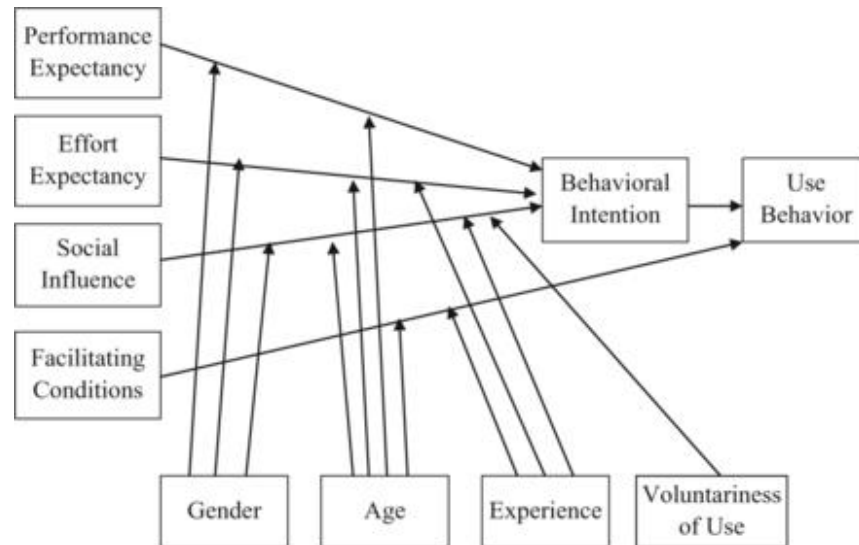 Performance
Expectancy
Effort
Expectancy
Social
Influence
Facilitating
Conditions
Behavioral
Intention
Use
Behavior
Gender
Age
Experience
Voluntariness
of Use